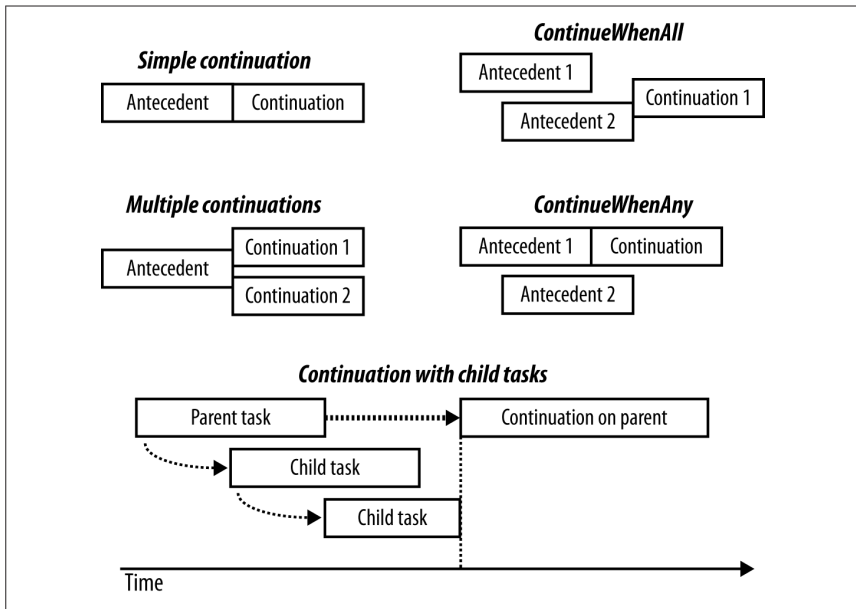 Simple continuation
Antecedent
Continuation
ContinueWhenAll
Antecedent 1
Antecedent 2
Continuation 1
Multiple continuations
Antecedent
Continuation 1
Continuation 2
ContinueWhenAny
Antecedent 1
Continuation
Antecedent 2
Continuation with child tasks
Parent task
Continuation on parent
Child task
Child task
Time